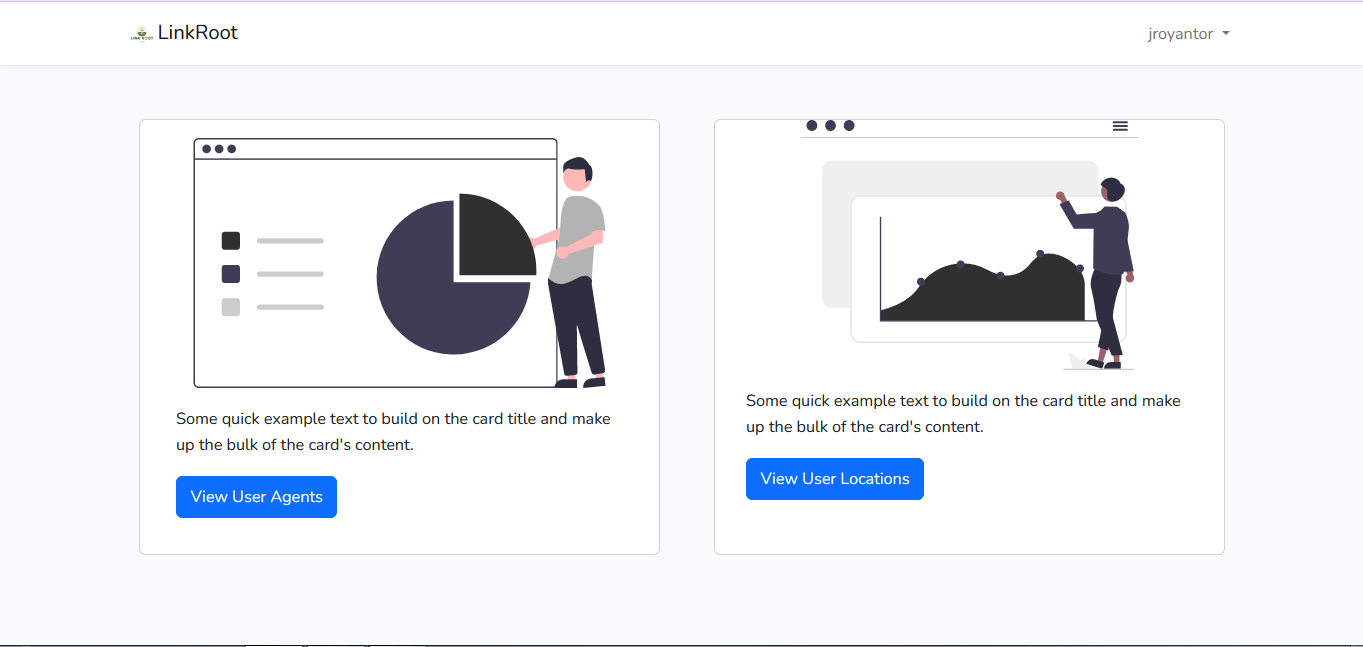 LINK ROOT
LinkRoot
jroyantor
Some quick example text to build on the card title and make
up the bulk of the card's content.
View User Agents
Some quick example text to build on the card title and make
up the bulk of the card's content.
View User Locations